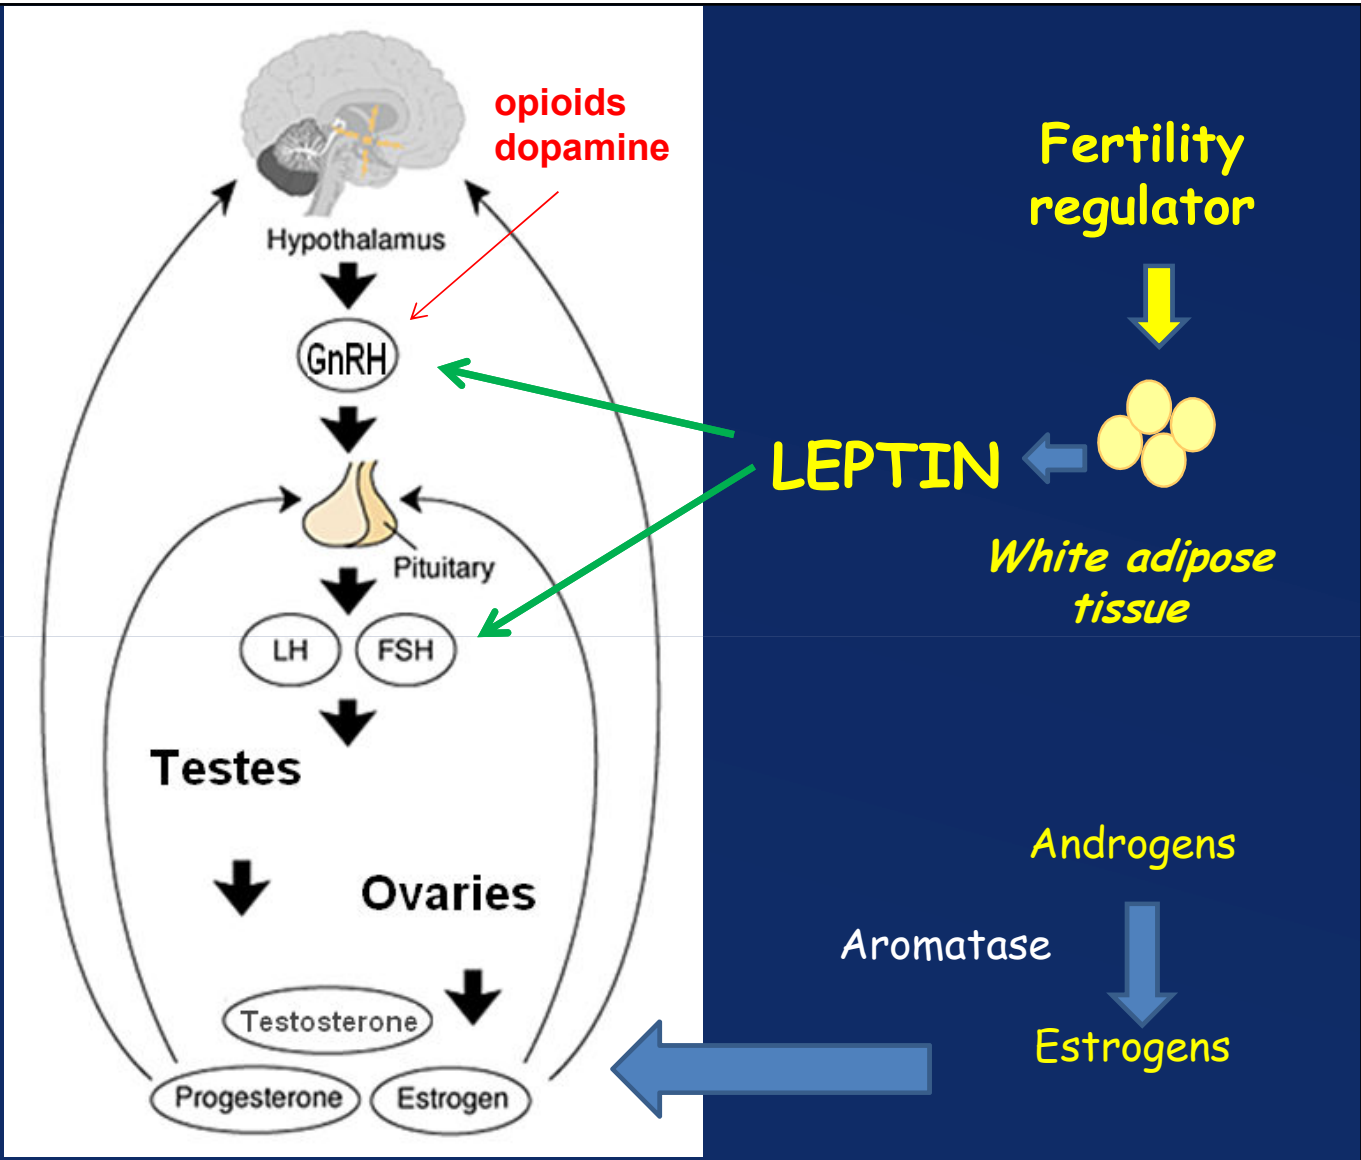 opioids
dopamine
Hypothalamus
GnRH
Pituitary
LH
FSH
Testes
Ovaries
Testosterone
Progesterone
Estrogen
Fertility
regulator
LEPTIN
White adipose
tissue
Androgens
Aromatase
Estrogens